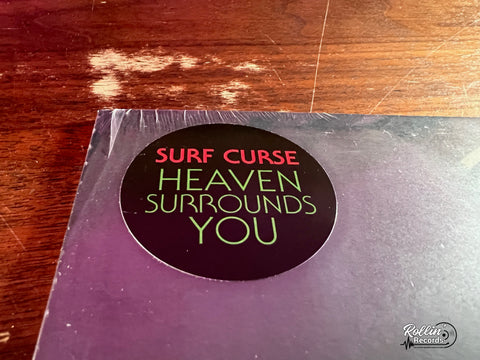 SURF CURSE
HEAVEN
SURROUNDS
YOU
Rollin'
Records